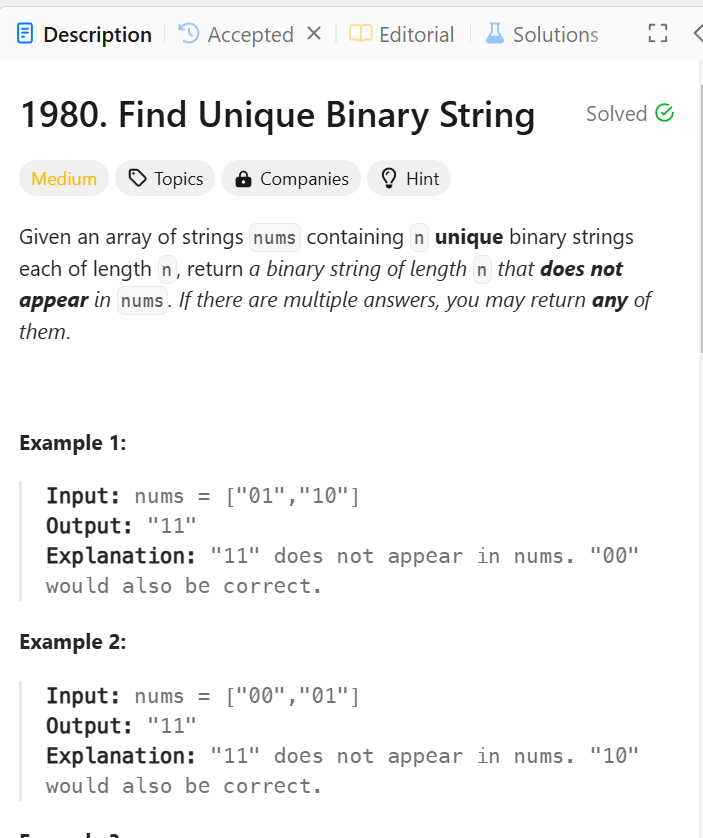 Description Accepted Editorial Solutions
1980. Find Unique Binary String Solved
Medium Topics Companies Hint
Given an array of strings nums containing n unique binary strings
each of length n, return a binary string of length n that does not
appear in nums. If there are multiple answers, you may return any of
them.
Example 1:
Input: nums = ["01","10"]
Output: "11"
Explanation: "11" does not appear in nums. "00"
would also be correct.
Example 2:
Input: nums = ["00","01"]
Output: "11"
Explanation: "11" does not appear in nums. "10"
would also be correct.